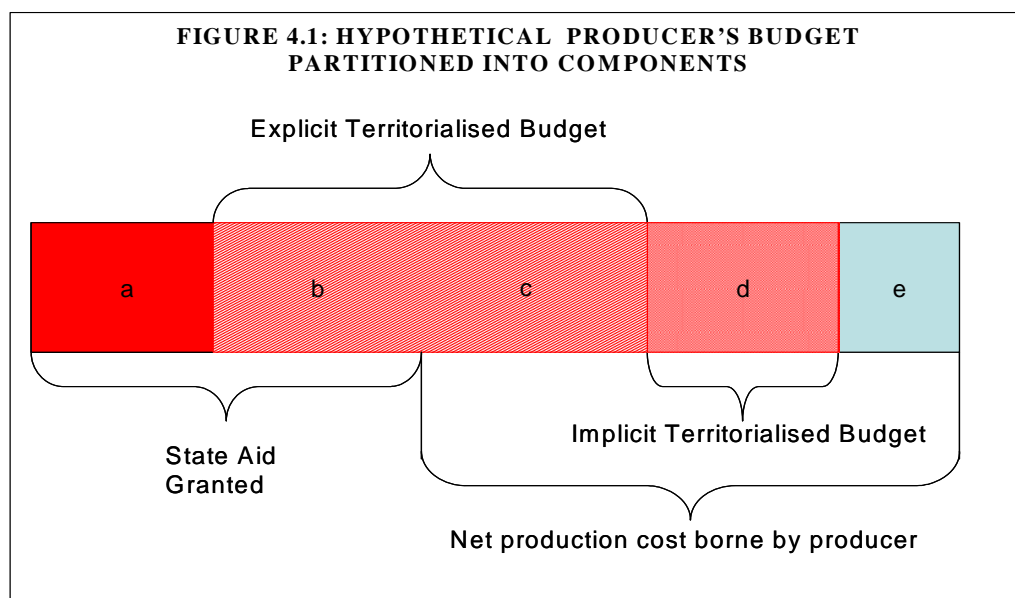 FIGURE 4.1: HYPOTHETICAL PRODUCER'S BUDGET
PARTITIONED INTO COMPONENTS
Explicit Territorialised Budget
a b c d e
Implicit Territorialised Budget
State Aid
Granted
Net production cost borne by producer